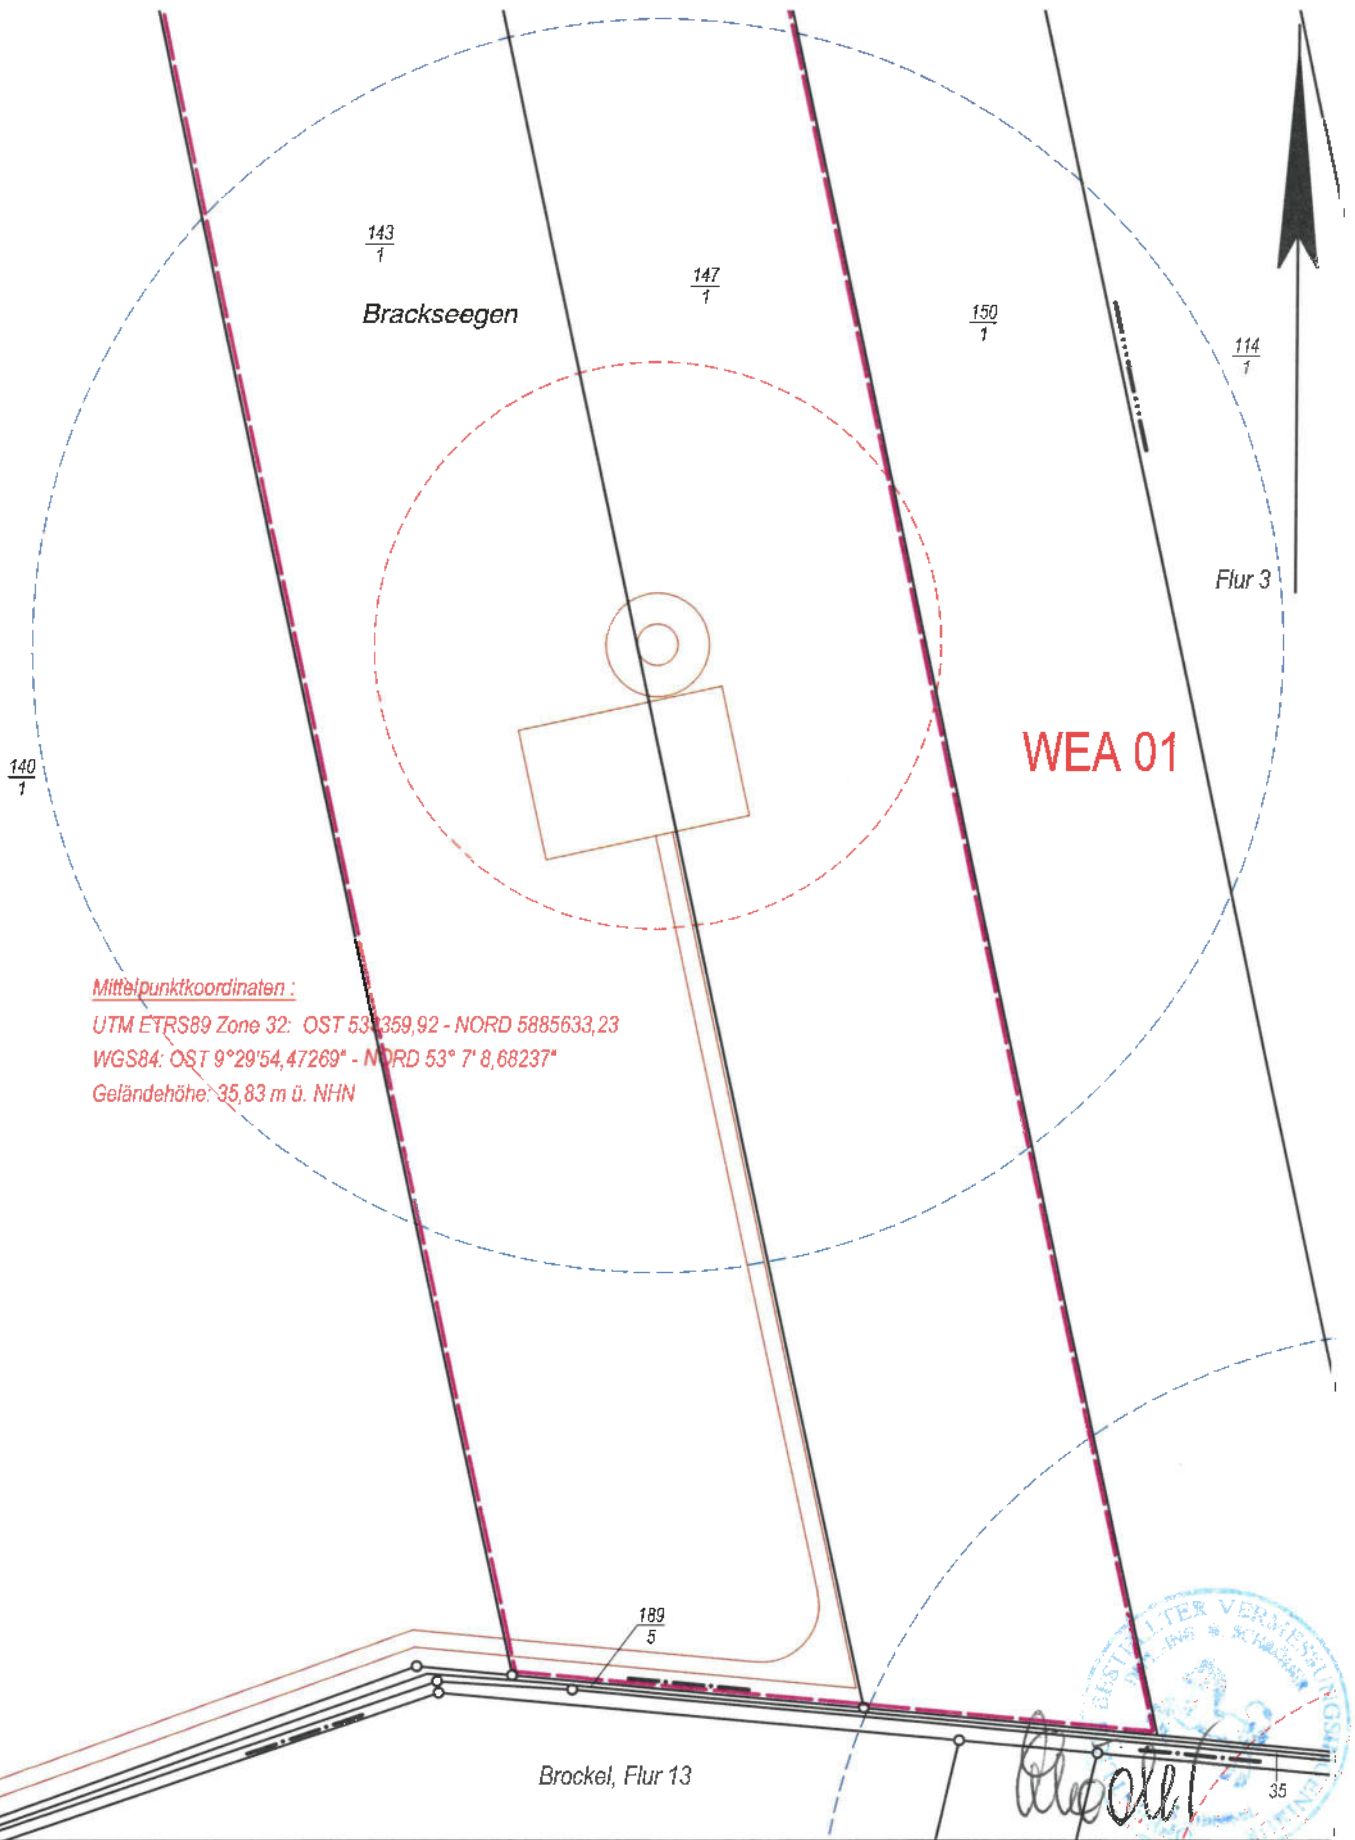 143
1
Brackseegen
147
1
150
1
114
1
Flur 3
WEA 01
140
1
Mittelpunktkoordinaten :
UTM ETRS89 Zone 32: OST 533359,92 - NORD 5885633,23
WGS84: OST 9°29'54,47269" - NORD 53° 7' 8,68237"
Geländehöhe: 35,83 m ü. NHN
189
5
Brockel, Flur 13
35